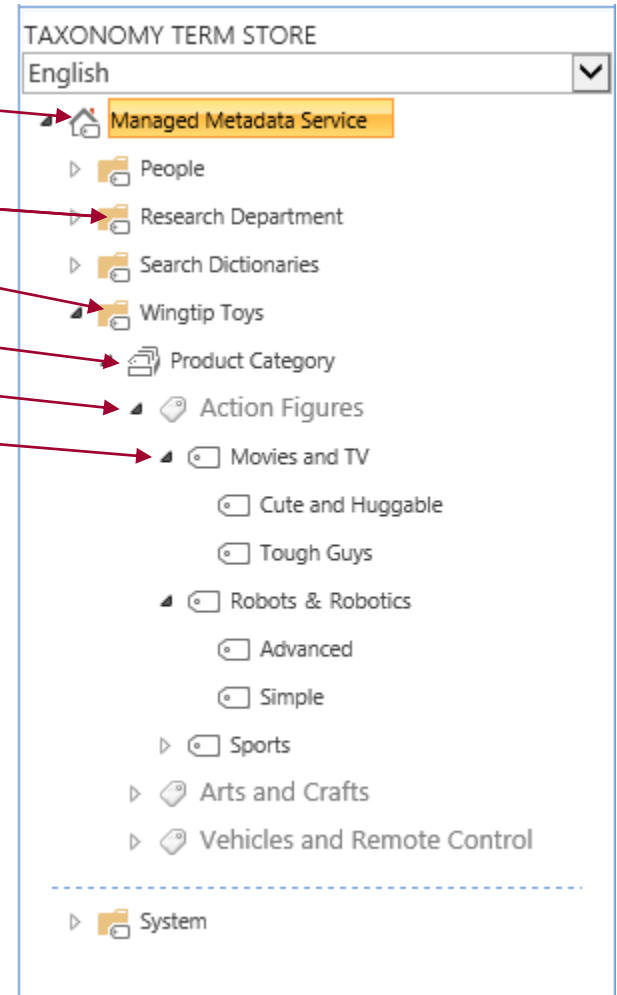 TAXONOMY TERM STORE
English
Managed Metadata Service
People
Research Department
Search Dictionaries
Wingtip Toys
Product Category
Action Figures
Movies and TV
Cute and Huggable
Tough Guys
Robots & Robotics
Advanced
Simple
Sports
Arts and Crafts
Vehicles and Remote Control
System